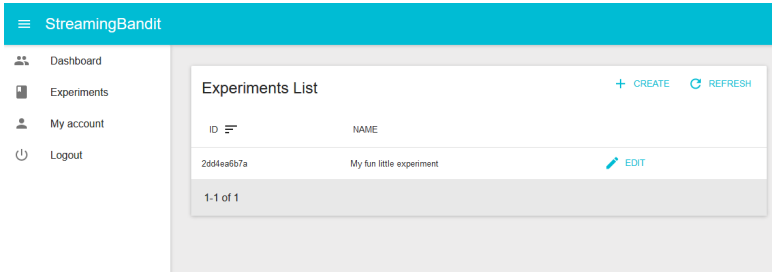 StreamingBandit
Dashboard
Experiments
My account
Logout
Experiments List
CREATE REFRESH
ID NAME
2dd4ea6b7a My fun little experiment EDIT
1-1 of 1